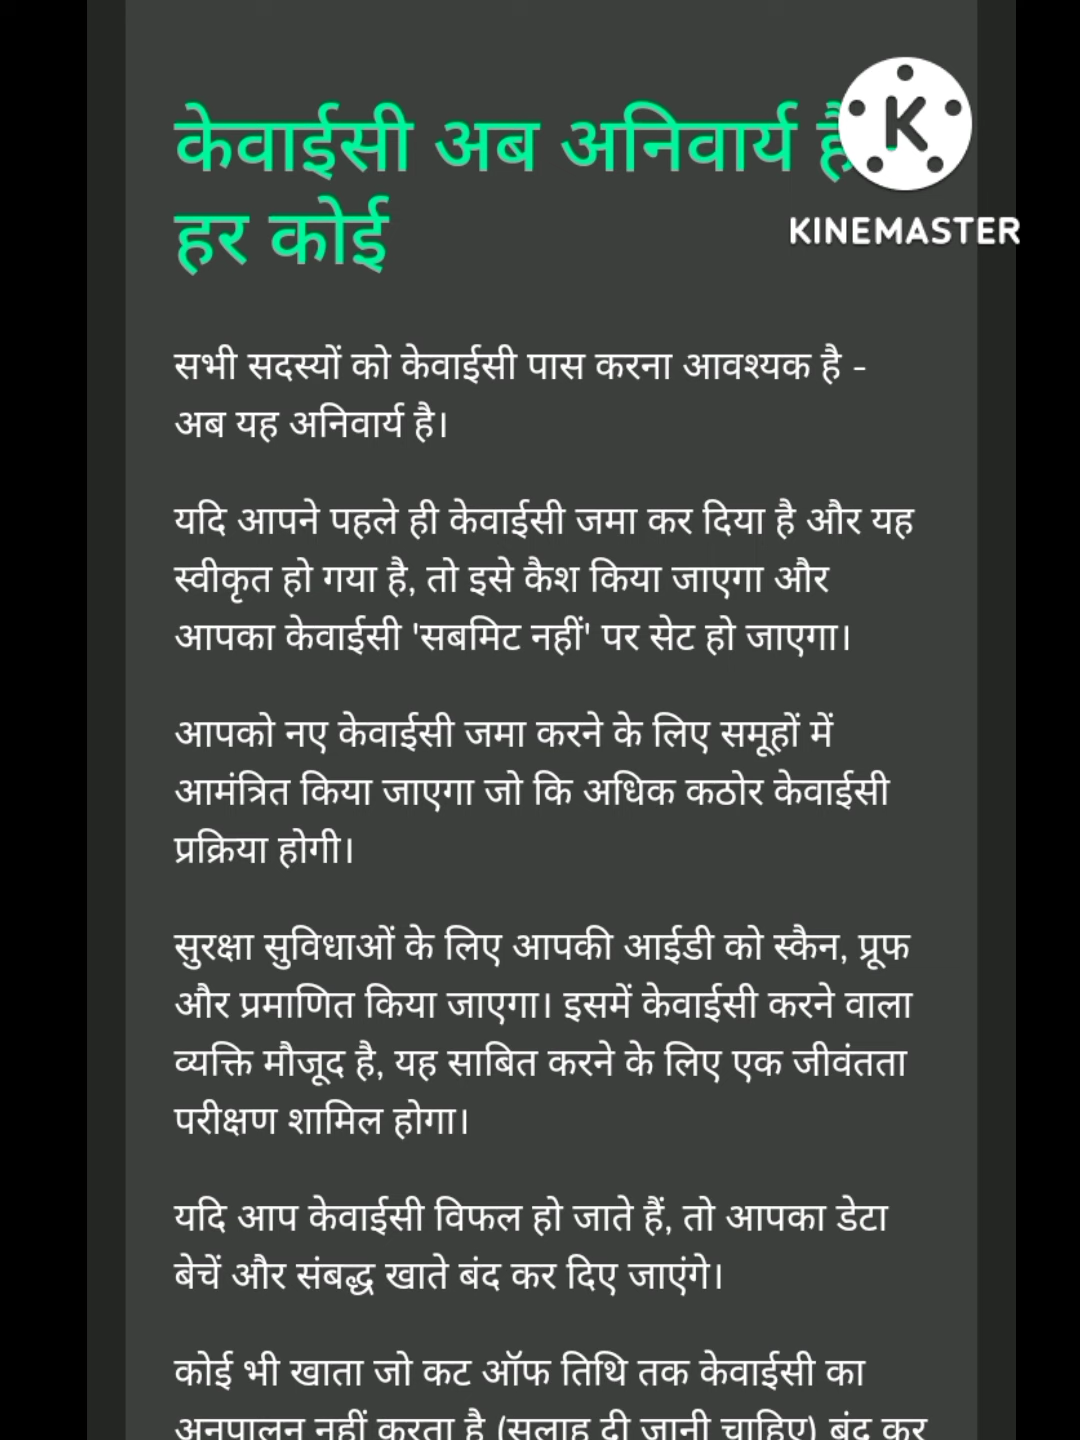 केवाईसी अब अनिवार्य है
हर कोई
K
KINEMASTER
सभी सदस्यों को केवाईसी पास करना आवश्यक है -
अब यह अनिवार्य है।
यदि आपने पहले ही केवाईसी जमा कर दिया है और यह
स्वीकृत हो गया है, तो इसे कैश किया जाएगा और
आपका केवाईसी 'सबमिट नहीं' पर सेट हो जाएगा।
आपको नए केवाईसी जमा करने के लिए समूहों में
आमंत्रित किया जाएगा जो कि अधिक कठोर केवाईसी
प्रक्रिया होगी।
सुरक्षा सुविधाओं के लिए आपकी आईडी को स्कैन, प्रूफ
और प्रमाणित किया जाएगा। इसमें केवाईसी करने वाला
व्यक्ति मौजूद है, यह साबित करने के लिए एक जीवंतता
परीक्षण शामिल होगा।
यदि आप केवाईसी विफल हो जाते हैं, तो आपका डेटा
बेचें और संबद्ध खाते बंद कर दिए जाएंगे।
कोई भी खाता जो कट ऑफ तिथि तक केवाईसी का
अनुपालन नहीं करता है (सलाह दी जानी चाहिए) बंद कर